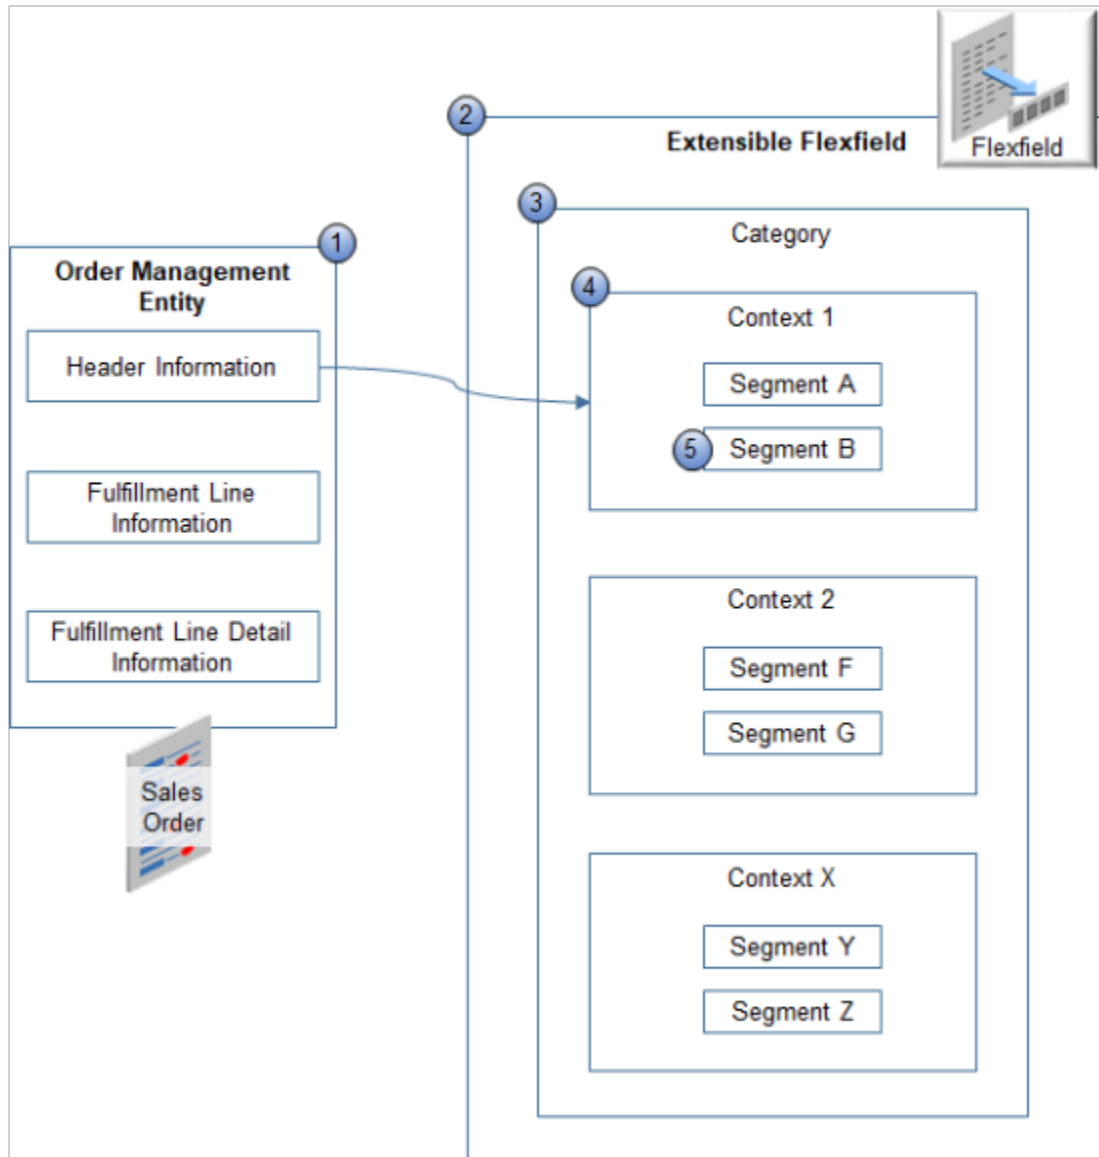 Flexfield
2
Extensible Flexfield
3
Category
1
Order Management
Entity
Header Information
Fulfillment Line
Information
Fulfillment Line Detail
Information
Sales
Order
4
Context 1
Segment A
5
Segment B
Context 2
Segment F
Segment G
Context X
Segment Y
Segment Z